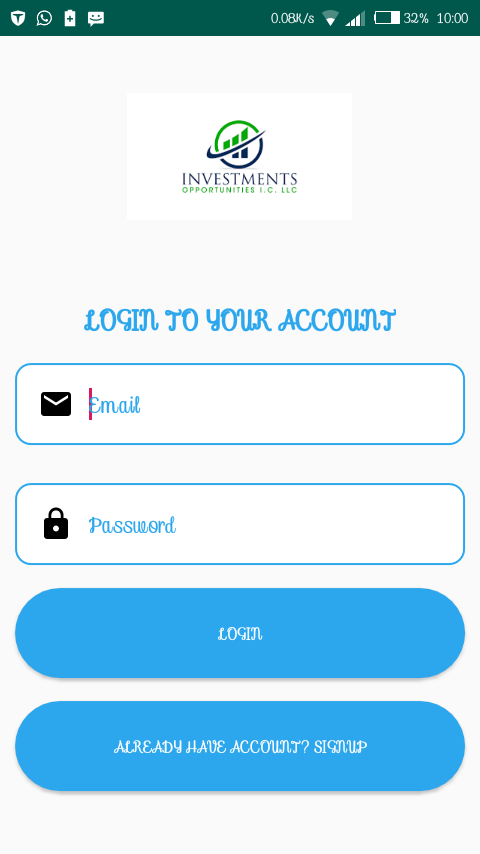 0.08K/s 32% 10:00
INVESTMENTS
OPPORTUNITIES I.C. LLC
LOGIN TO YOUR ACCOUNT
Email
Password
LOGIN
ALREADY HAVE ACCOUNT? SIGNUP